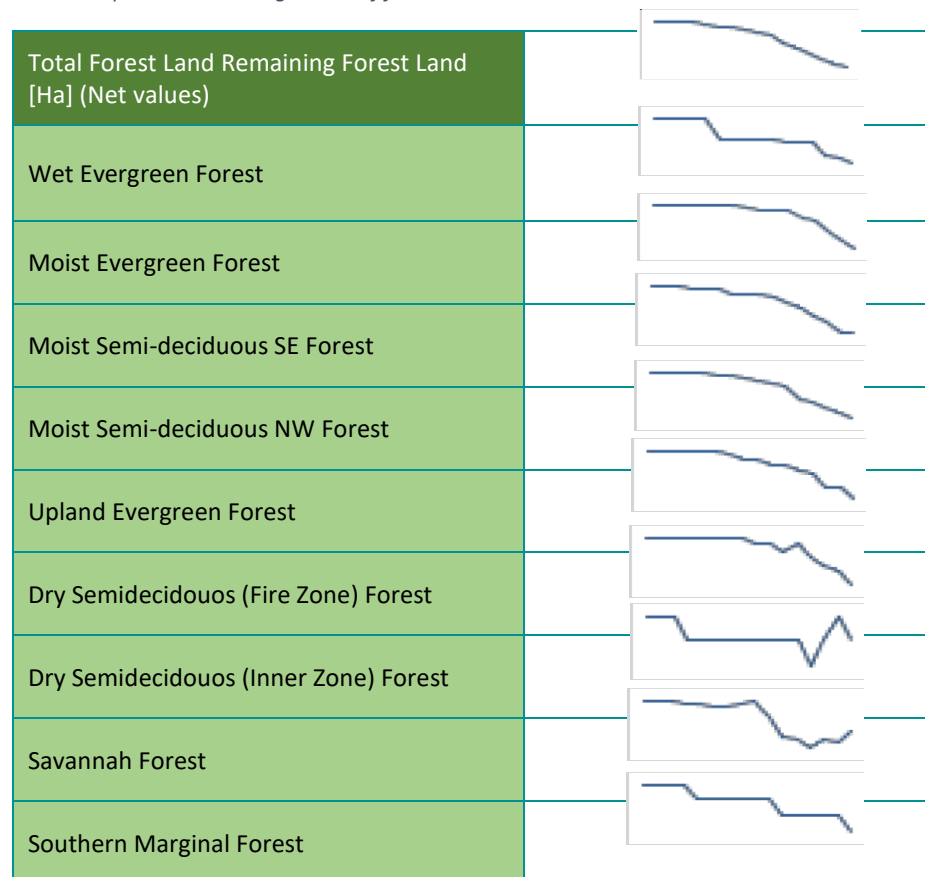 Total Forest Land Remaining Forest Land
[Ha] (Net values)
Wet Evergreen Forest
Moist Evergreen Forest
Moist Semi-deciduous SE Forest
Moist Semi-deciduous NW Forest
Upland Evergreen Forest
Dry Semidecidouos (Fire Zone) Forest
Dry Semidecidouos (Inner Zone) Forest
Savannah Forest
Southern Marginal Forest